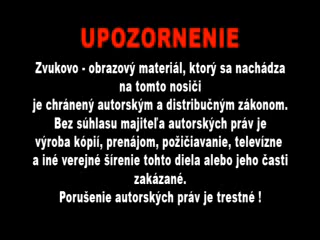 UPOZORNENIE
Zvukovo - obrazový materiál, ktorý sa nachádza
na tomto nosiči
je chránený autorským a distribučným zákonom.
Bez súhlasu majiteľa autorských práv je
výroba kópií, prenájom, požičiavanie, televízne
a iné verejné šírenie tohto diela alebo jeho časti
zakázané.
Porušenie autorských práv je trestné !